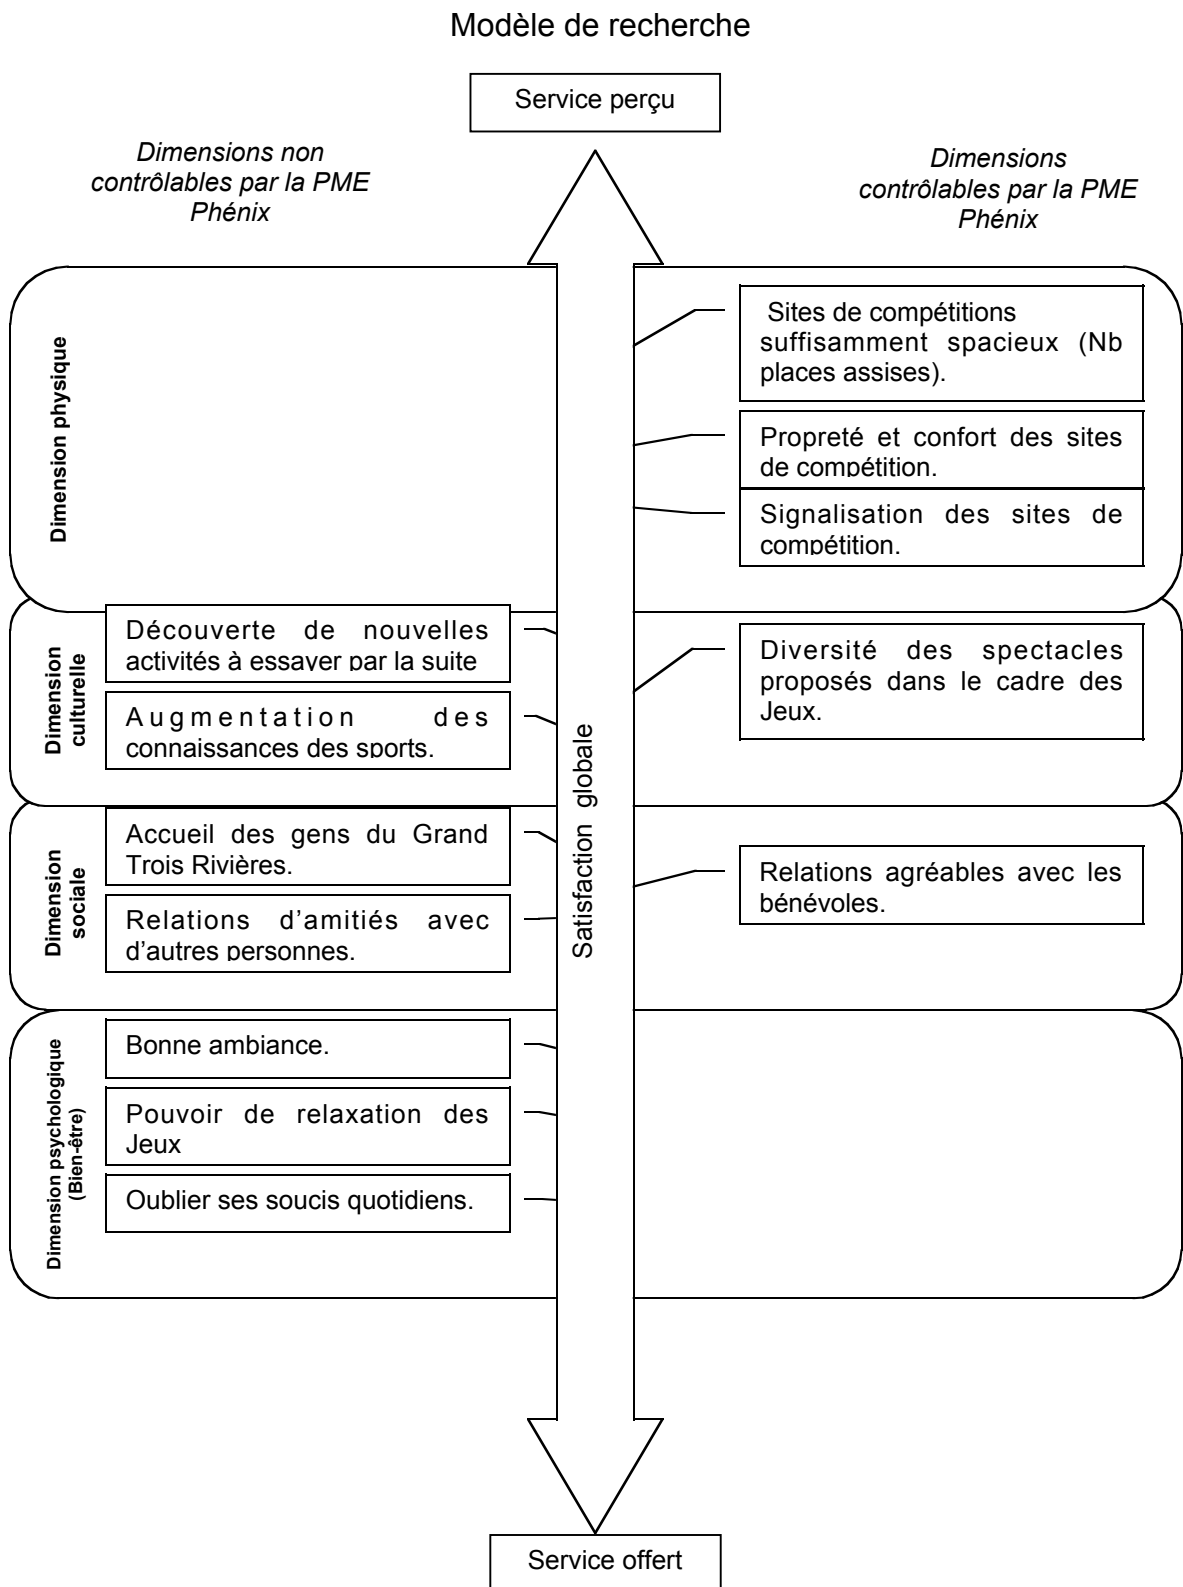 Modèle de recherche
Service perçu
Dimensions non
contrôlables par la PME
Phénix
Dimensions
contrôlables par la PME
Phénix
Dimension physique
Sites de compétitions
suffisamment spacieux (Nb
places assises).
Propreté et confort des sites
de compétition.
Signalisation des sites de
compétition.
Dimension
culturelle
Découverte de nouvelles
activités à essayer par la suite
Augmentation des
connaissances des sports.
Diversité des spectacles
proposés dans le cadre des
Jeux.
Satisfaction globale
Dimension
sociale
Accueil des gens du Grand
Trois Rivières.
Relations d'amitiés avec
d'autres personnes.
Relations agréables avec les
bénévoles.
Dimension psychologique
(Bien-être)
Bonne ambiance.
Pouvoir de relaxation des
Jeux
Oublier ses soucis quotidiens.
Service offert